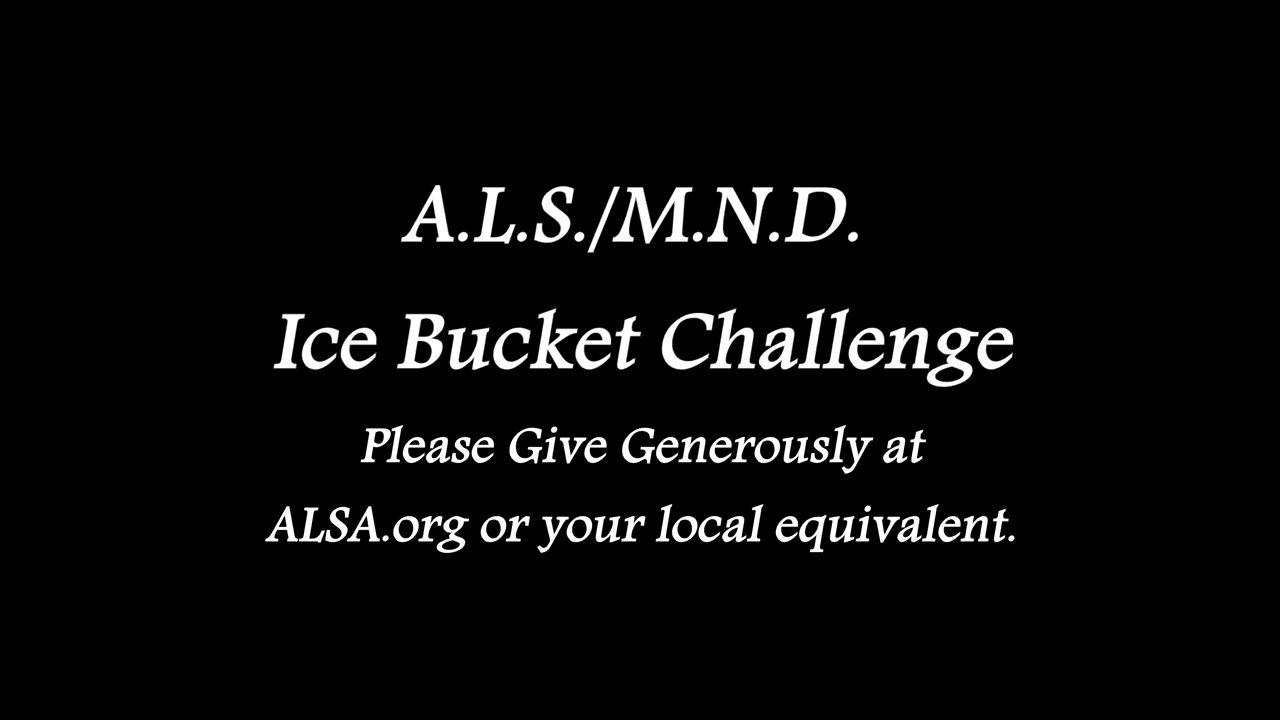 A.L.S./M.N.D.
Ice Bucket Challenge
Please Give Generously at
ALSA.org or your local equivalent.